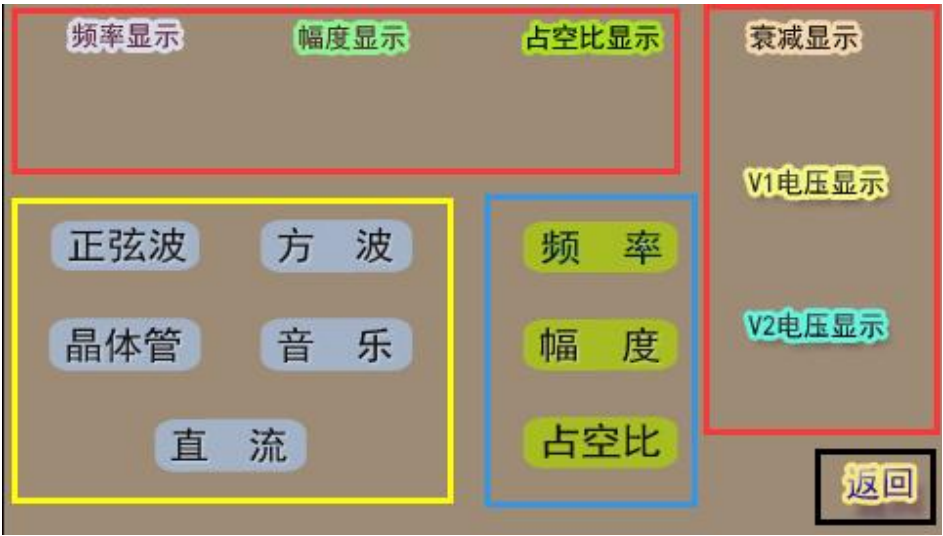 频率显示 幅度显示 占空比显示 衰减显示
V1电压显示
正弦波 方 波 频 率
V2电压显示
晶体管 音 乐 幅 度
直 流 占空比
返回